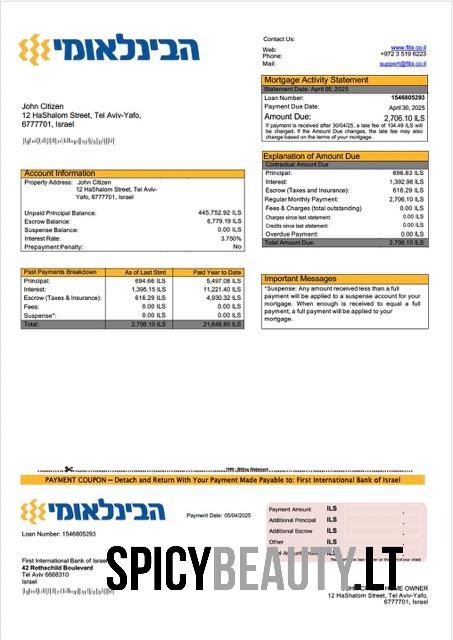 הבינלאומי
Contact Us:
Web: www.fibi.co.il
Phone: +972 3 519 6223
Mail: support@fibi.co.il
Mortgage Activity Statement
Statement Date: April 05, 2025
Loan Number: 1546805293
Payment Due Date: April 30, 2025
Amount Due: 2,706.10 ILS
If payment is received after 30/04/25, a late fee of 104.49 ILS will
be charged. If the Amount Due changes, the late fee may also
change based on the terms of your mortgage.
John Citizen
12 HaShalom Street, Tel Aviv-Yafo,
6777701, Israel
Explanation of Amount Due
Contractual Amount Due
Principal: 696.83 ILS
Interest: 1,392.98 ILS
Escrow (Taxes and Insurance): 616.29 ILS
Regular Monthly Payment: 2,706.10 ILS
Fees & Charges (total outstanding) 0.00 ILS
Charges since last statement: 0.00 ILS
Credits since last statement: 0.00 ILS
Overdue Payment: 0.00 ILS
Total Amount Due: 2,706.10 ILS
Account Information
Property Address: John Citizen
12 HaShalom Street, Tel Aviv-
Yafo, 6777701, Israel
Unpaid Principal Balance: 445,752.92 ILS
Escrow Balance: 6,779.19 ILS
Suspense Balance: 0.00 ILS
Interest Rate: 3.750%
Prepayment Penalty: No
Past Payments Breakdown As of Last Stmt Paid Year to Date
Principal: 694.66 ILS 5,497.08 ILS
Interest: 1,395.15 ILS 11,221.40 ILS
Escrow (Taxes & Insurance): 616.29 ILS 4,930.32 ILS
Fees: 0.00 ILS 0.00 ILS
Suspense*: 0.00 ILS 0.00 ILS
Total: 2,706.10 ILS 21,648.80 ILS
Important Messages
*Suspense: Any amount received less than a full
payment will be applied to a suspense account for your
mortgage. When enough is received to equal a full
payment, a full payment will be applied to your
mortgage.
Billing Statement
PAYMENT COUPON – Detach and Return With Your Payment Made Payable to: First International Bank of Israel
הבינלאומי
Payment Date: 05/04/2025
Loan Number: 1546805293
Payment Amount ILS
Additional Principal ILS
Additional Escrow ILS
Other ILS
First International Bank of Israel
42 Rothchild Boulevard
Tel Aviv 6688310
Israel
SPICYBEAUTY.LT
HOME OWNER
12 HaShalom Street, Tel Aviv-Yafo,
6777701, Israel